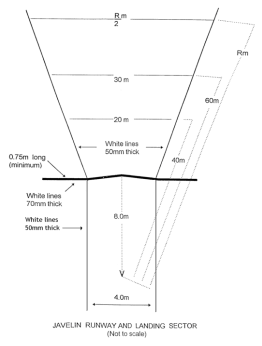 R m
2
Rm
30 m
60m
20 m
White lines
50mm thick
40m
0.75m long
(minimum)
White lines
70mm thick
8.0m
White lines
50mm thick
4.0m
JAVELIN RUNWAY AND LANDING SECTOR
(Not to scale)